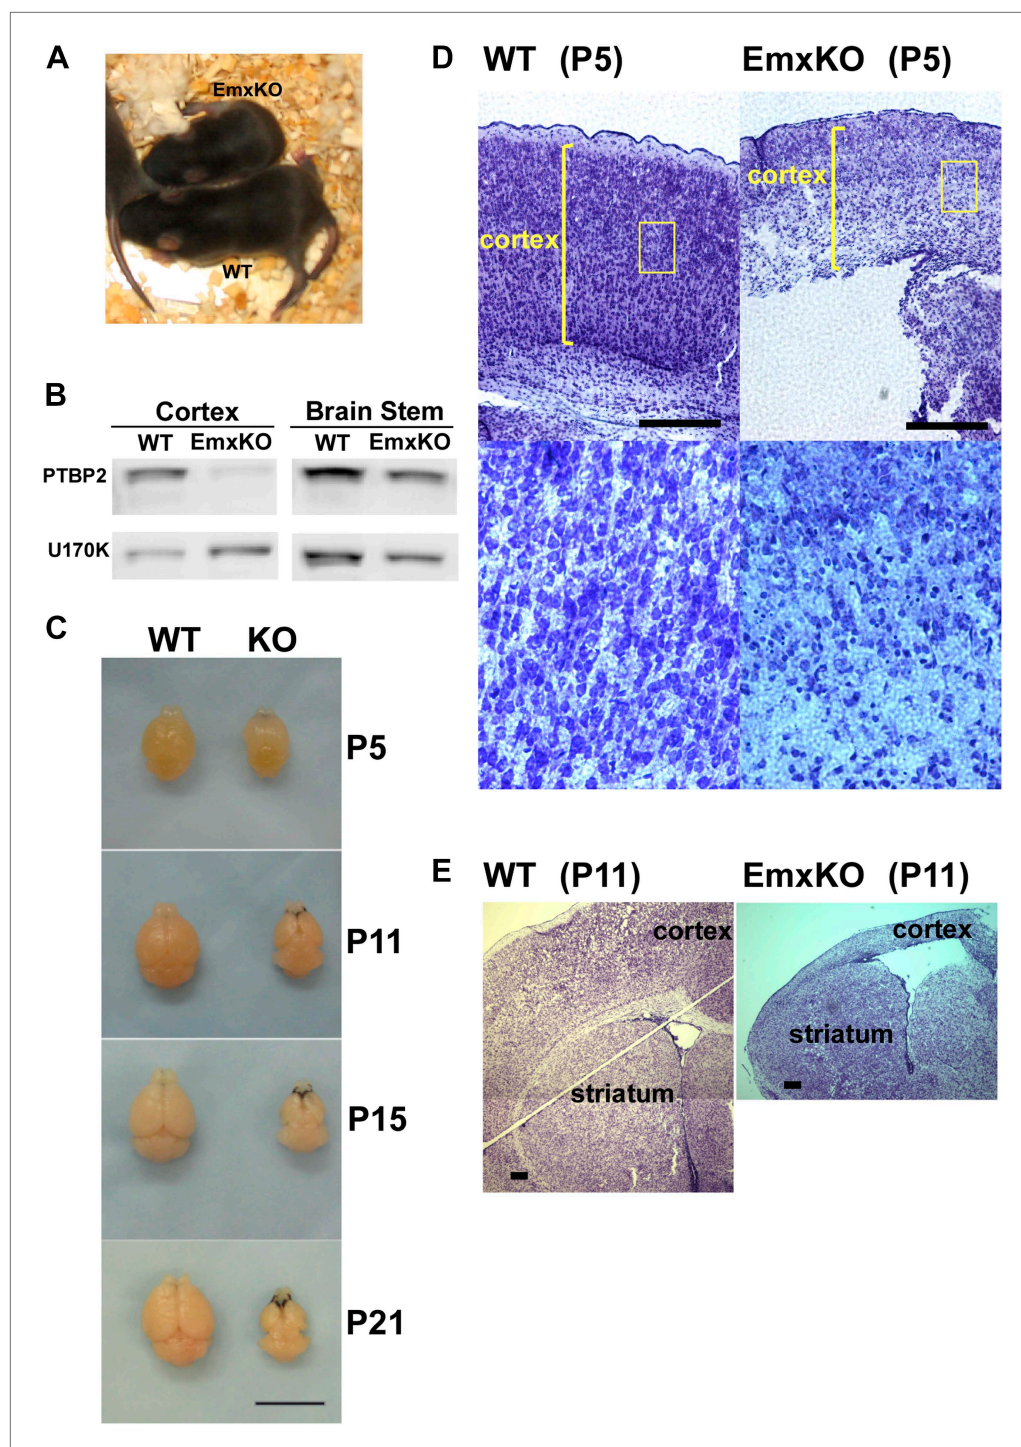 A
EmxKO
WT
B
Cortex
Brain Stem
WT
EmxKO
WT
EmxKO
PTBP2
U170K
C
WT
KO
P5
P11
P15
P21
D
WT (P5)
EmxKO (P5)
cortex
cortex
E
WT (P11)
EmxKO (P11)
cortex
striatum
cortex
striatum